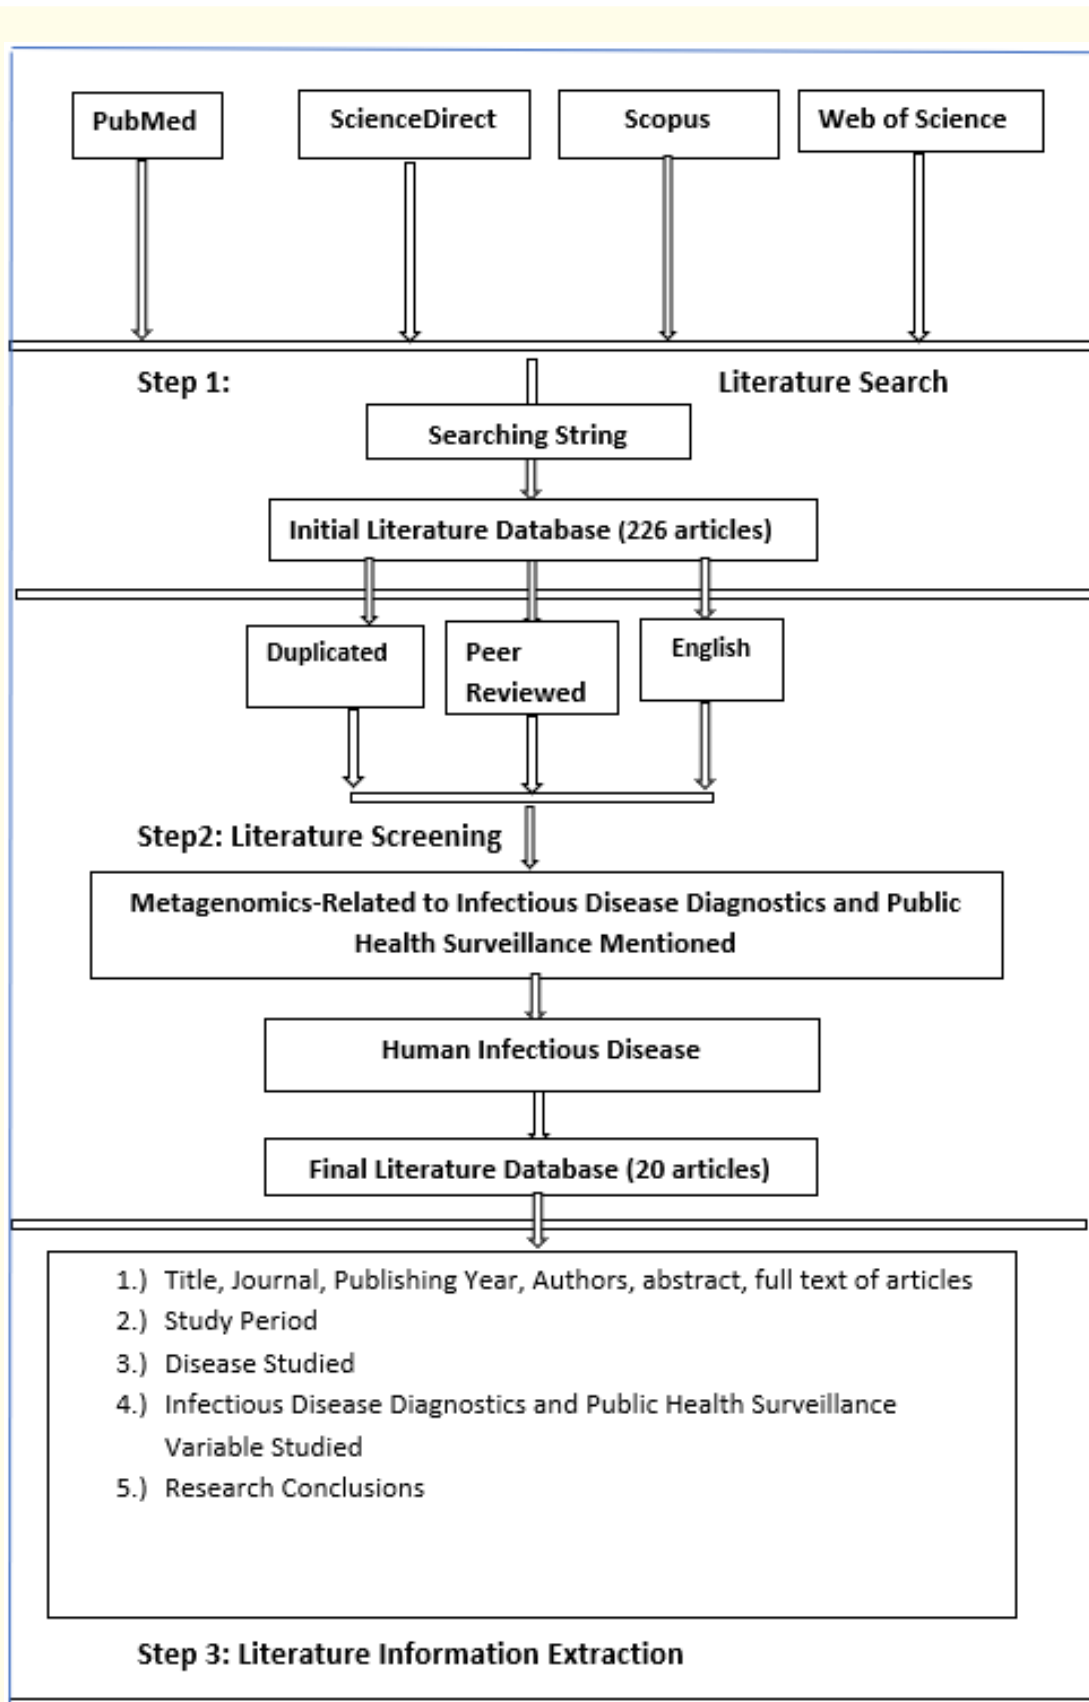 PubMed
ScienceDirect
Scopus
Web of Science
Step 1:
Literature Search
Searching String
Initial Literature Database (226 articles)
Duplicated
Peer
Reviewed
English
Step2: Literature Screening
Metagenomics-Related to Infectious Disease Diagnostics and Public
Health Surveillance Mentioned
Human Infectious Disease
Final Literature Database (20 articles)
1.) Title, Journal, Publishing Year, Authors, abstract, full text of articles
2.) Study Period
3.) Disease Studied
4.) Infectious Disease Diagnostics and Public Health Surveillance
Variable Studied
5.) Research Conclusions
Step 3: Literature Information Extraction